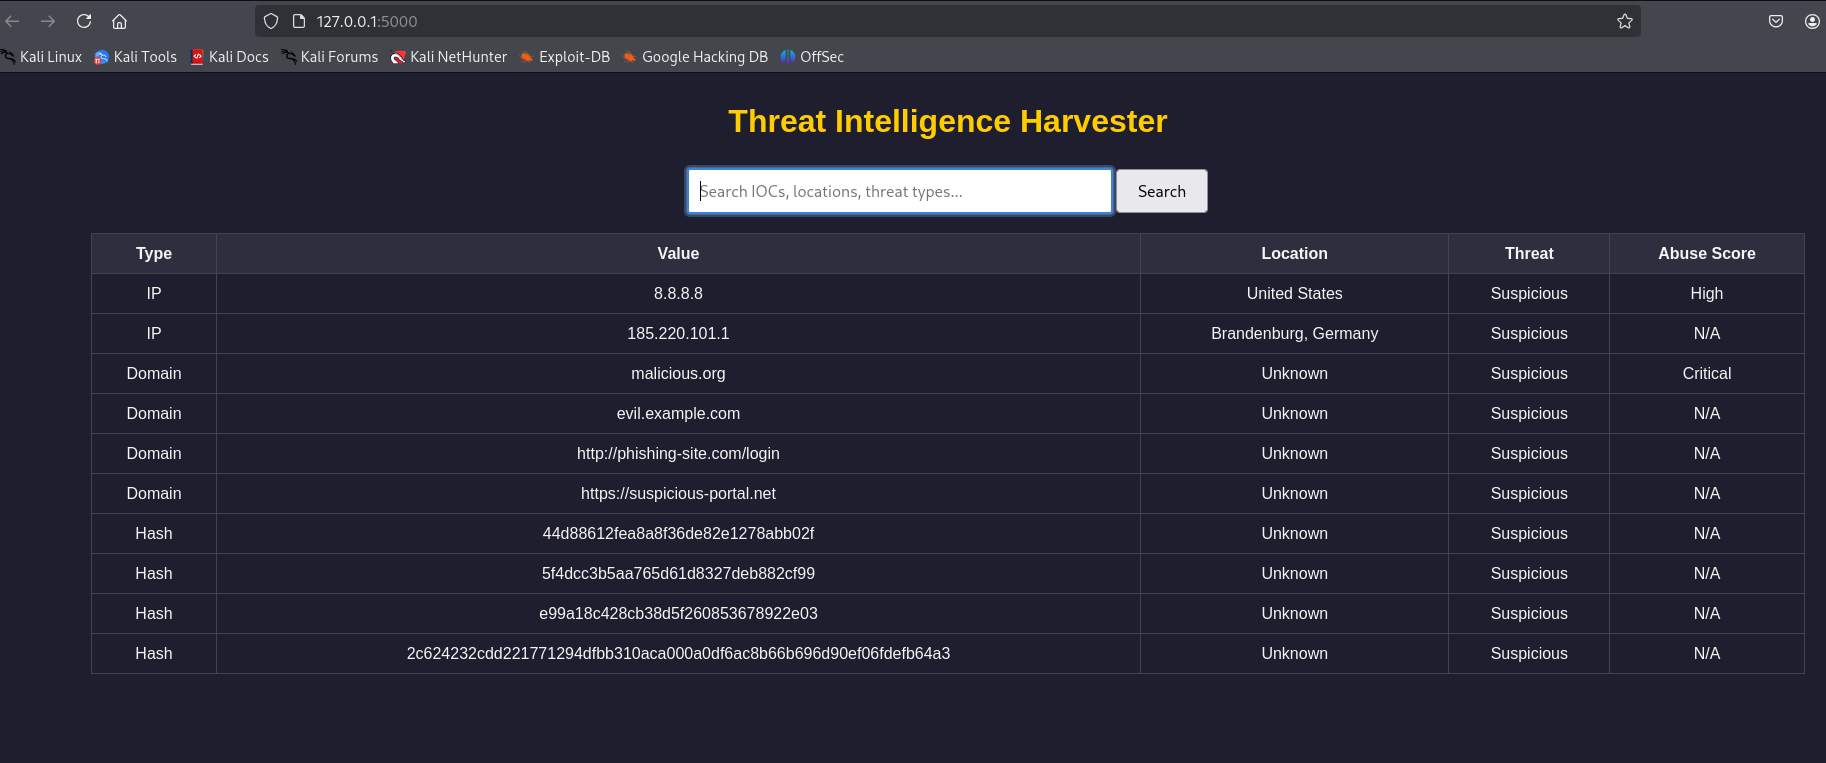 127.0.0.1:5000
Kali Linux Kali Tools Kali Docs Kali Forums Kali NetHunter Exploit-DB Google Hacking DB OffSec
Threat Intelligence Harvester
Search IOCs, locations, threat types... Search
Type Value Location Threat Abuse Score
IP 8.8.8.8 United States Suspicious High
IP 185.220.101.1 Brandenburg, Germany Suspicious N/A
Domain malicious.org Unknown Suspicious Critical
Domain evil.example.com Unknown Suspicious N/A
Domain http://phishing-site.com/login Unknown Suspicious N/A
Domain https://suspicious-portal.net Unknown Suspicious N/A
Hash 44d88612fea8a8f36de82e1278abb02f Unknown Suspicious N/A
Hash 5f4dcc3b5aa765d61d8327deb882cf99 Unknown Suspicious N/A
Hash e99a18c428cb38d5f260853678922e03 Unknown Suspicious N/A
Hash 2c624232cdd221771294dfbb310aca000a0df6ac8b66b696d90ef06fdefb64a3 Unknown Suspicious N/A